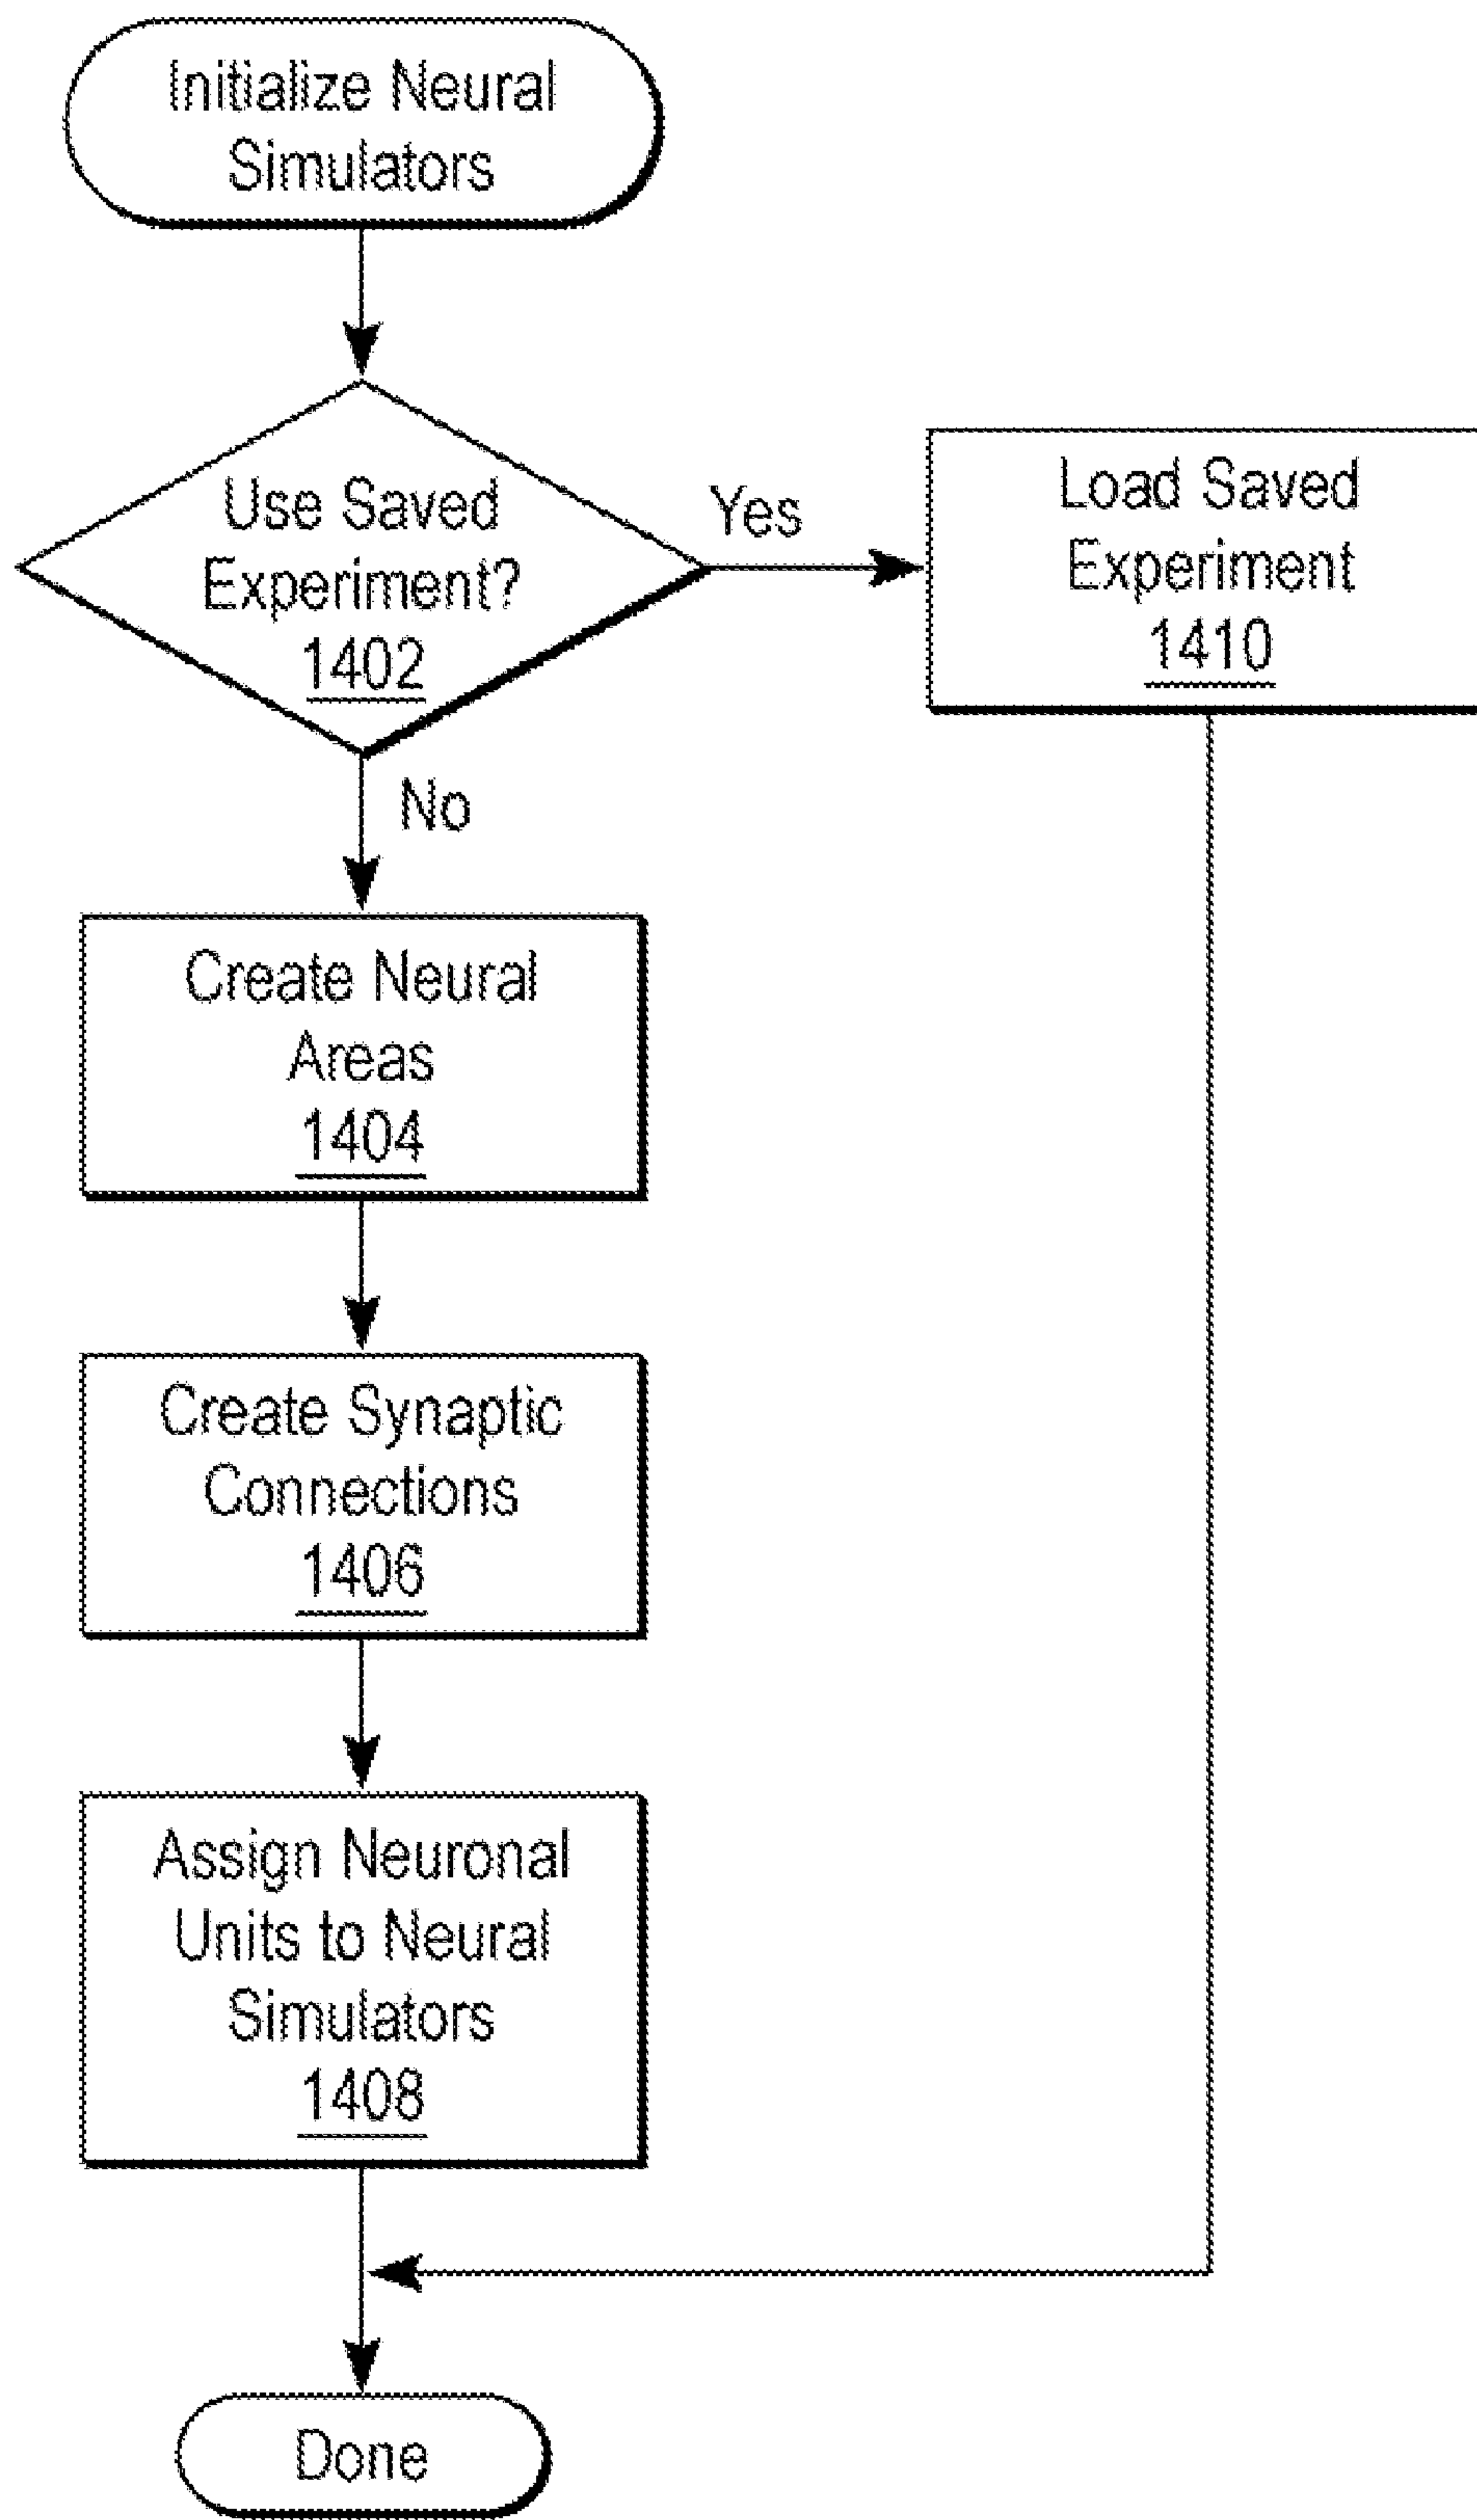 Initialize Neural
Simulators
Use Saved
Experiment?
1402
Yes
Load Saved
Experiment
1410
No
Create Neural
Areas
1404
Create Synaptic
Connections
1406
Assign Neuronal
Units to Neural
Simulators
1408
Done